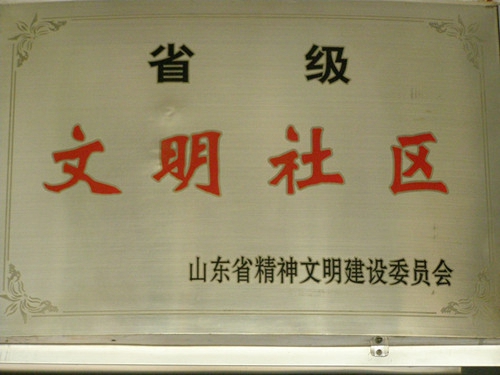 省级
文明社区
山东省精神文明建设委员会